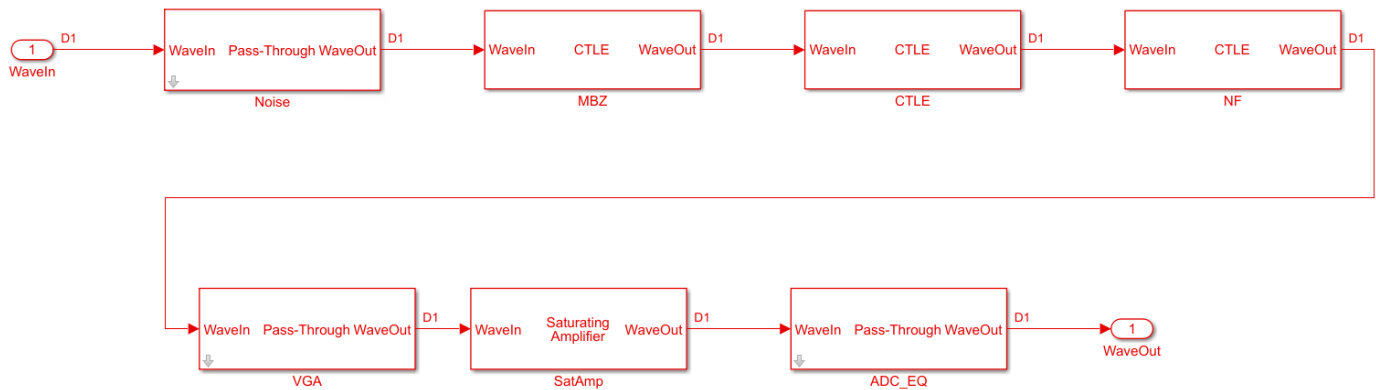 D1
1
WaveIn
WaveIn Pass-Through WaveOut
Noise
D1
WaveIn CTLE WaveOut
MBZ
D1
WaveIn CTLE WaveOut
CTLE
D1
WaveIn CTLE WaveOut
NF
D1
WaveIn Pass-Through WaveOut
VGA
D1
WaveIn Saturating WaveOut
Amplifier
SatAmp
D1
WaveIn Pass-Through WaveOut
ADC_EQ
D1
1
WaveOut